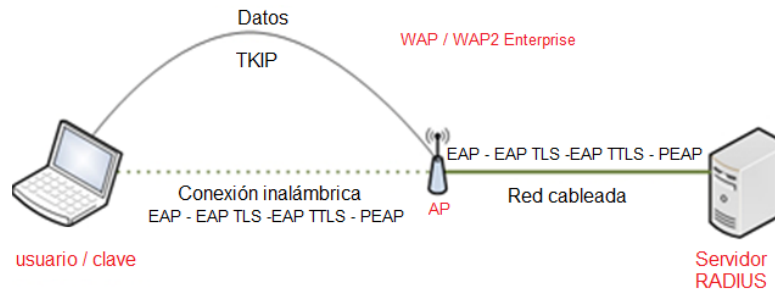 Datos
TKIP
WAP / WAP2 Enterprise
EAP - EAP TLS -EAP TTLS - PEAP
Conexión inalámbrica
EAP - EAP TLS -EAP TTLS - PEAP
AP
Red cableada
usuario / clave
Servidor
RADIUS